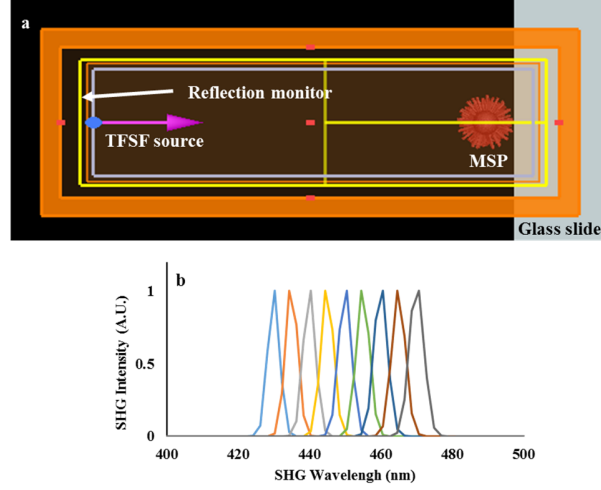 a
Reflection monitor
TFSF source
MSP
Glass slide
b
1
0.5
0
SHG Intensity (A.U.)
400 420 440 460 480 500
SHG Wavelengh (nm)